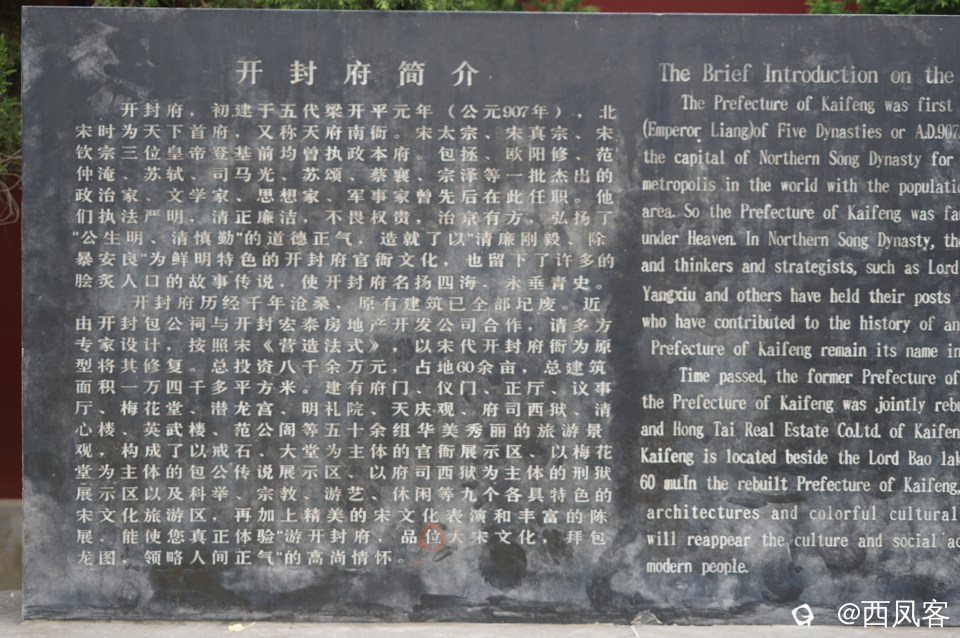 开封府简介
开封府，初建于五代梁开平元年（公元907年），北
宋时为天下首府，又称天府南衙。宋太宗、宋真宗、宋
钦宗三位皇帝登基前均曾执政本府。包拯、欧阳修、范
仲淹、苏轼、司马光、苏颂、蔡襄、宗泽等一批杰出的
政治家、文学家、思想家、军事家曾先后在此任职。他
们执法严明，清正廉洁，不畏权贵，治京有方，弘扬了
"公生明、清慎勤"的道德正气，造就了以"清廉刚毅、除
暴安良"为鲜明特色的开封府官衙文化，也留下了许多的
脍炙人口的故事传说，使开封府名扬四海、永垂青史。
开封府历经千年沧桑，原有建筑已全部圮废。近
由开封包公祠与开封宏泰房地产开发公司合作，请多方
专家设计，按照宋《营造法式》，以宋代开封府衙为原
型将其修复。总投资八千余万元，占地60余亩，总建筑
面积一万四千多平方米。建有府门、仪门、正厅、议事
厅、梅花堂、潜龙宫、明礼院、天庆观、府司西狱、清
心楼、英武楼、范公阁等五十余组华美秀丽的旅游景
观，构成了以戒石、大堂为主体的官衙展示区、以梅花
堂为主体的包公传说展示区、以府司西狱为主体的刑狱
展示区以及科举、宗教、游艺、休闲等九个各具特色的
宋文化旅游区，再加上精美的宋文化表演和丰富的陈
展、能使您真正体验"游开封府，品位大宋文化，拜包
龙图，领略人间正气"的高尚情怀。
The Brief Introduction on the
The Prefecture of Kaifeng was first
(Emperor Liang)of Five Dynasties or A.D.907.
the capital of Northern Song Dynasty for
metropolis in the world with the populatio
area. So the Prefecture of Kaifeng was fa
under Heaven. In Northern Song Dynasty, the
and thinkers and strategists, such as Lord
Yangxiu and others have held their posts
who have contributed to the history of an
Prefecture of Kaifeng remain its name in
Time passed, the former Prefecture of
the Prefecture of Kaifeng was jointly rebu
and Hong Tai Real Estate Co.Ltd. of Kaifen
Kaifeng is located beside the Lord Bao lak
60 mu.In the rebuilt Prefecture of Kaifeng,
architectures and colorful cultural
will reappear the culture and social ac
modern people.
@西凤客